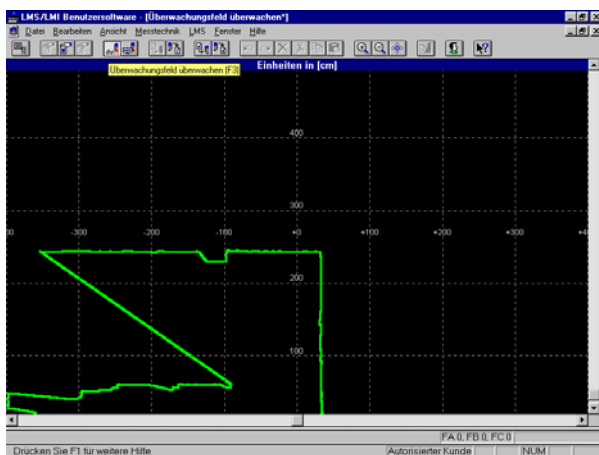 LMS/LMI Benutzersoftware - [Überwachungsfeld überwachen*]
Datei Bearbeiten Ansicht Messtechnik LMS Fenster Hilfe
Überwachungsfeld überwachen [F3]
Einheiten in [cm]
400
300
-300 -200 -100 +0 +100 +200 +300
200
100
FA 0, FB 0, FC 0
Drücken Sie F1 für weitere Hilfe Autorisierter Kunde NUM